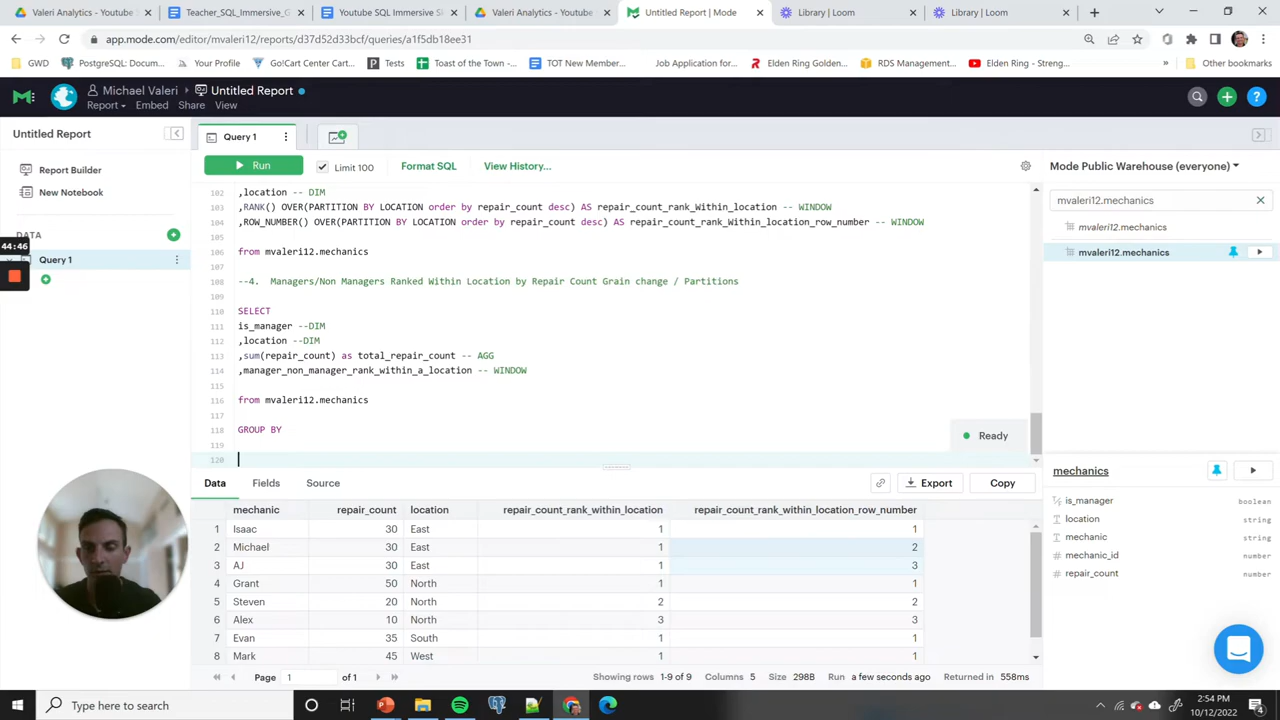 Valeri Analytics - Youtube S
Teacher_SQL_Immersive_G
Youtube SQL Immersive S
Valeri Analytics - Youtube
Untitled Report | Mode
Library | Loom
Library | Loom
app.mode.com/editor/mvaleri12/reports/d37d52d33bcf/queries/a1f5db18ee31
GWD
PostgreSQL: Docum...
Your Profile
Go!Cart Center Cart...
Tests
Toast of the Town -...
TOT New Member...
Job Application for...
Elden Ring Golden...
RDS Management...
Elden Ring - Streng...
»
Other bookmarks
Michael Valeri
Untitled Report
Report
Embed
Share
View
Untitled Report
Query 1
Mode Public Warehouse (everyone)
Report Builder
New Notebook
Run
Limit 100
Format SQL
View History...
mvaleri12.mechanics
mvaleri12.mechanics
mvaleri12.mechanics
DATA
44:46
Query 1
102 ,location -- DIM
103 ,RANK() OVER(PARTITION BY LOCATION order by repair_count desc) AS repair_count_rank_Within_location -- WINDOW
104 ,ROW_NUMBER() OVER(PARTITION BY LOCATION order by repair_count desc) AS repair_count_rank_Within_location_row_number -- WINDOW
105
106 from mvaleri12.mechanics
107
108 --4. Managers/Non Managers Ranked Within Location by Repair Count Grain change / Partitions
109
110 SELECT
111 is_manager --DIM
112 ,location --DIM
113 ,sum(repair_count) as total_repair_count -- AGG
114 ,manager_non_manager_rank_within_a_location -- WINDOW
115
116 from mvaleri12.mechanics
117
118 GROUP BY
119
120
Ready
Data
Fields
Source
Export
Copy
mechanic repair_count location repair_count_rank_within_location repair_count_rank_within_location_row_number
1 Isaac 30 East 1 1
2 Michael 30 East 1 2
3 AJ 30 East 1 3
4 Grant 50 North 1 1
5 Steven 20 North 2 2
6 Alex 10 North 3 3
7 Evan 35 South 1 1
8 Mark 45 West 1 1
Page 1 of 1
Showing rows 1-9 of 9
Columns 5
Size 298B
Run a few seconds ago
Returned in 558ms
mechanics
is_manager boolean
location string
mechanic string
mechanic_id number
repair_count number
Type here to search
2:54 PM
10/12/2022
4